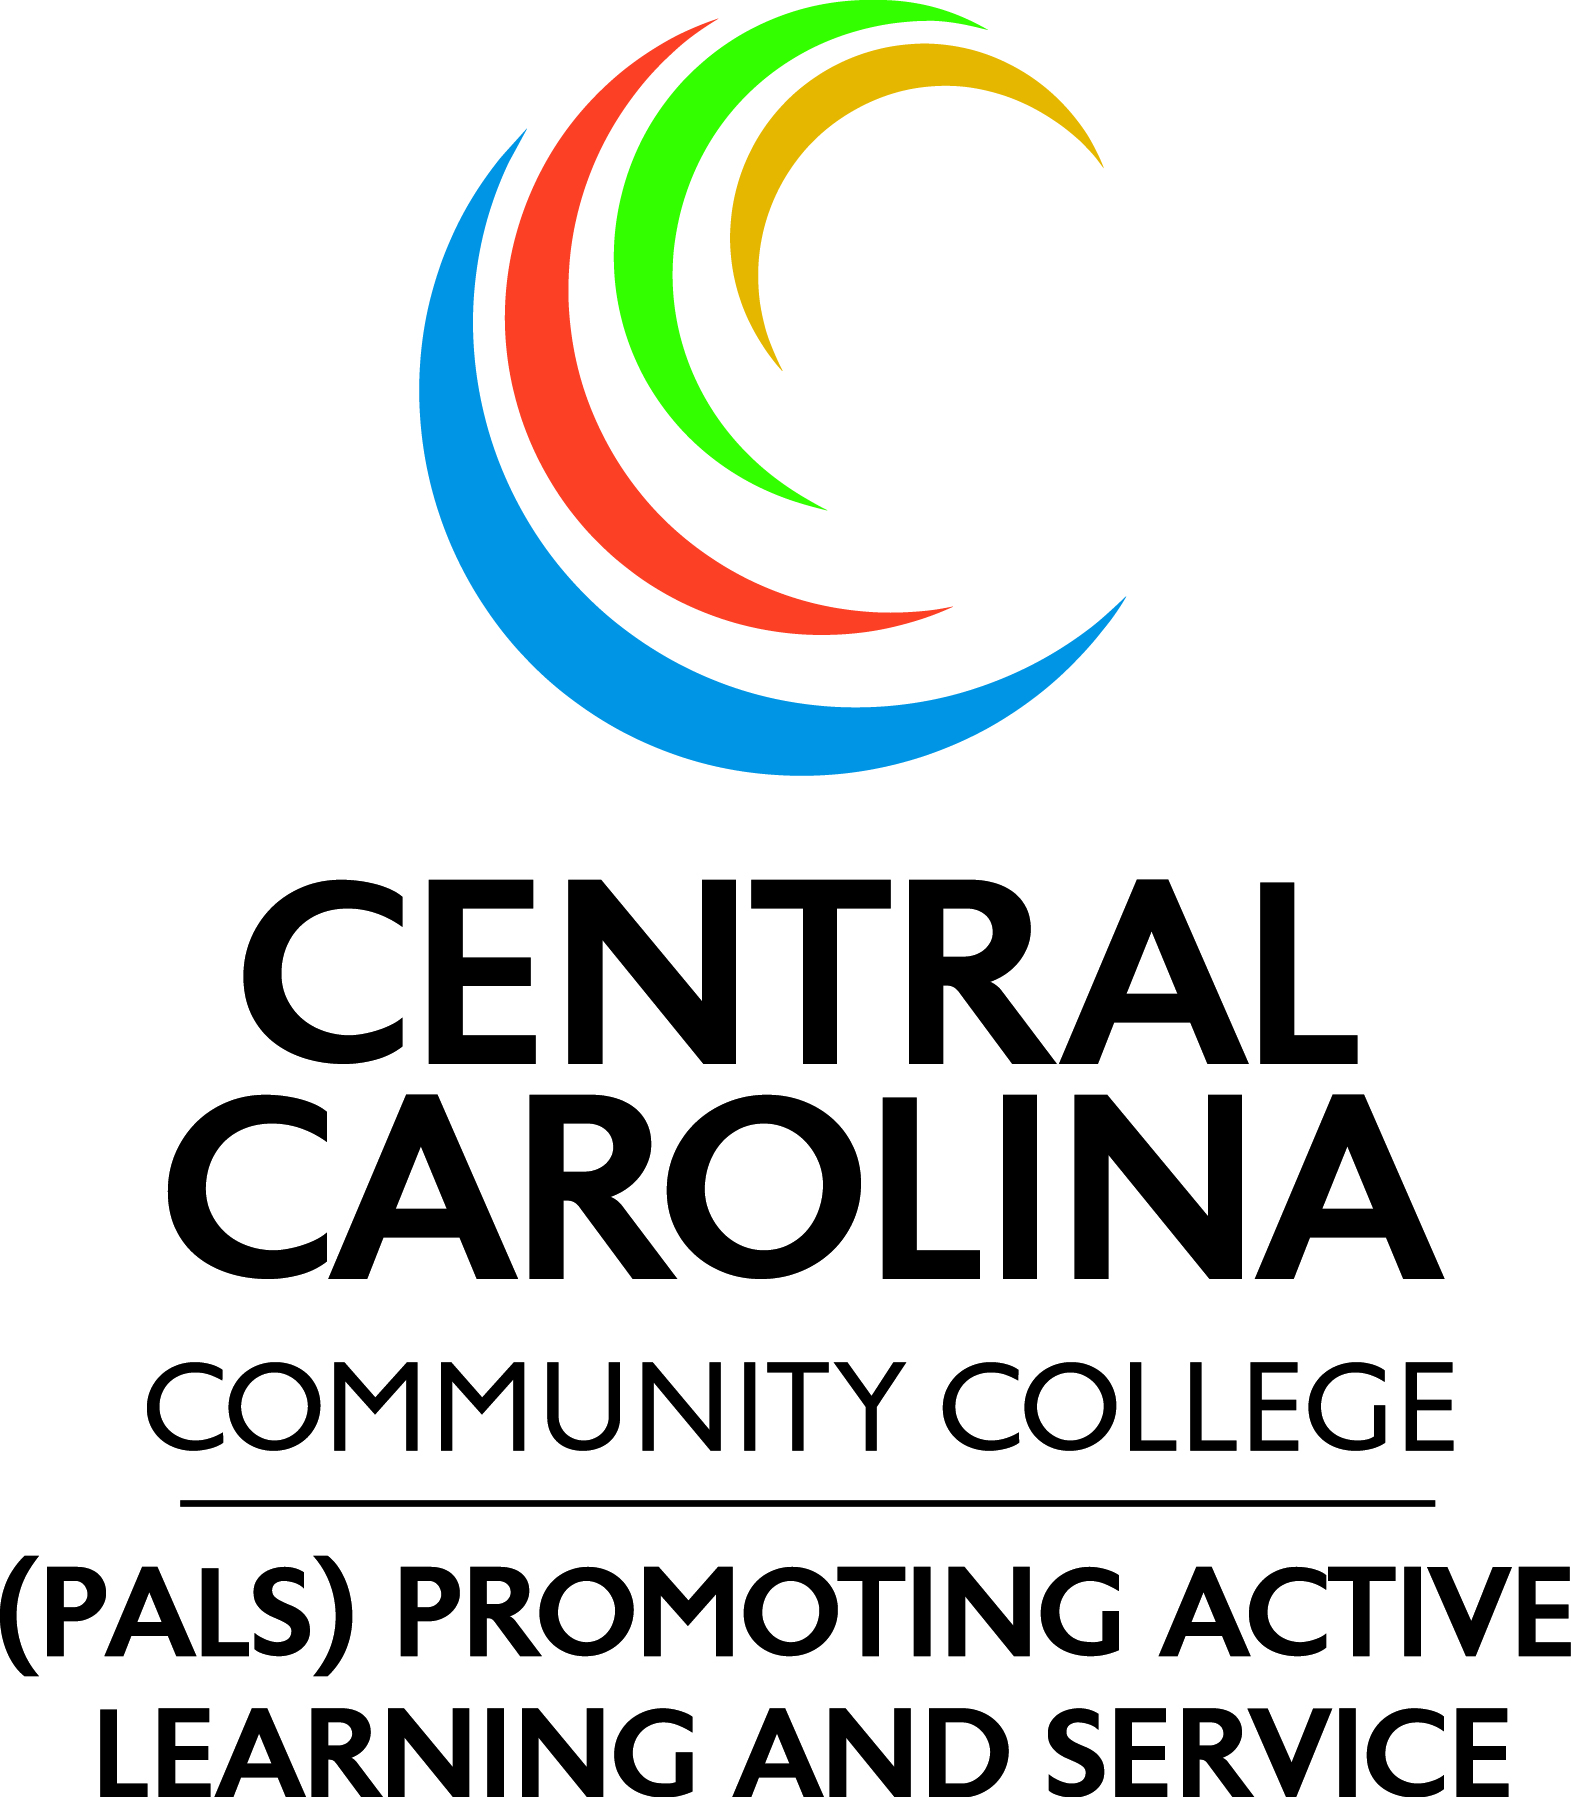 CENTRAL
CAROLINA
COMMUNITY COLLEGE
(PALS) PROMOTING ACTIVE
LEARNING AND SERVICE